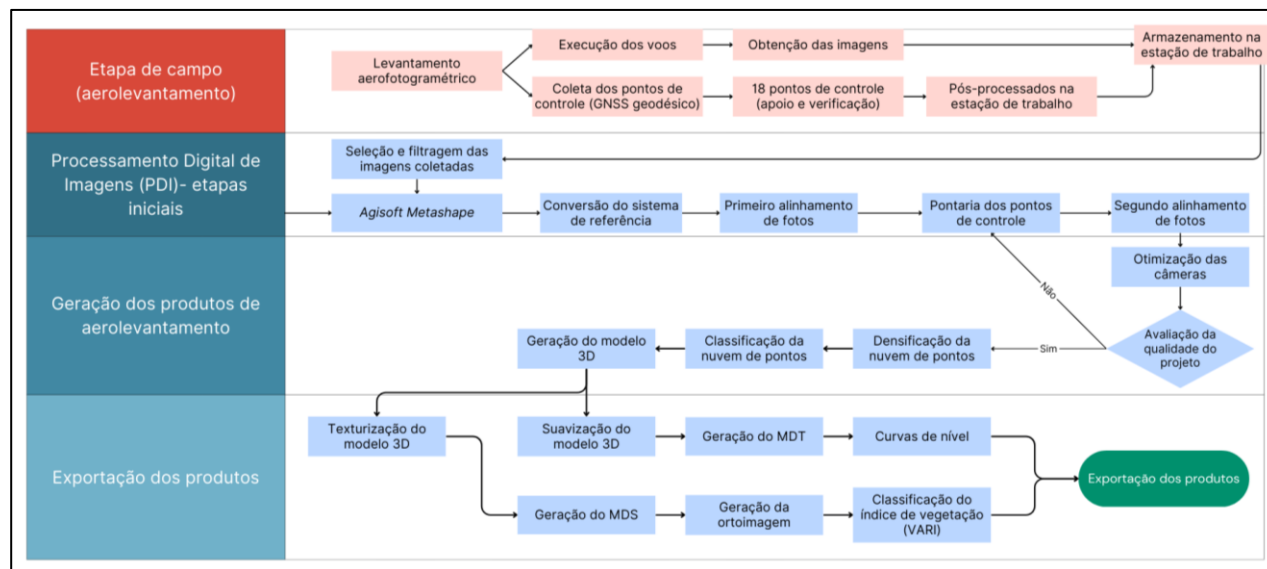 Etapa de campo
(aerolevantamento)
Levantamento
aerofotogramétrico
Execução dos voos
Obtenção das imagens
Armazenamento na
estação de trabalho
Coleta dos pontos de
controle (GNSS geodésico)
18 pontos de controle
(apoio e verificação)
Pós-processados na
estação de trabalho
Processamento Digital de
Imagens (PDI)- etapas
iniciais
Seleção e filtragem das
imagens coletadas
Agisoft Metashape
Conversão do sistema
de referência
Primeiro alinhamento
de fotos
Pontaria dos pontos
de controle
Segundo alinhamento
de fotos
Geração dos produtos de
aerolevantamento
Otimização das
câmeras
Avaliação da
qualidade do
projeto
Não
Sim
Densificação da
nuvem de pontos
Classificação da
nuvem de pontos
Geração do modelo
3D
Exportação dos produtos
Texturização do
modelo 3D
Suavização do
modelo 3D
Geração do MDT
Curvas de nível
Geração do MDS
Geração da
ortoimagem
Classificação do
índice de vegetação
(VARI)
Exportação dos produtos